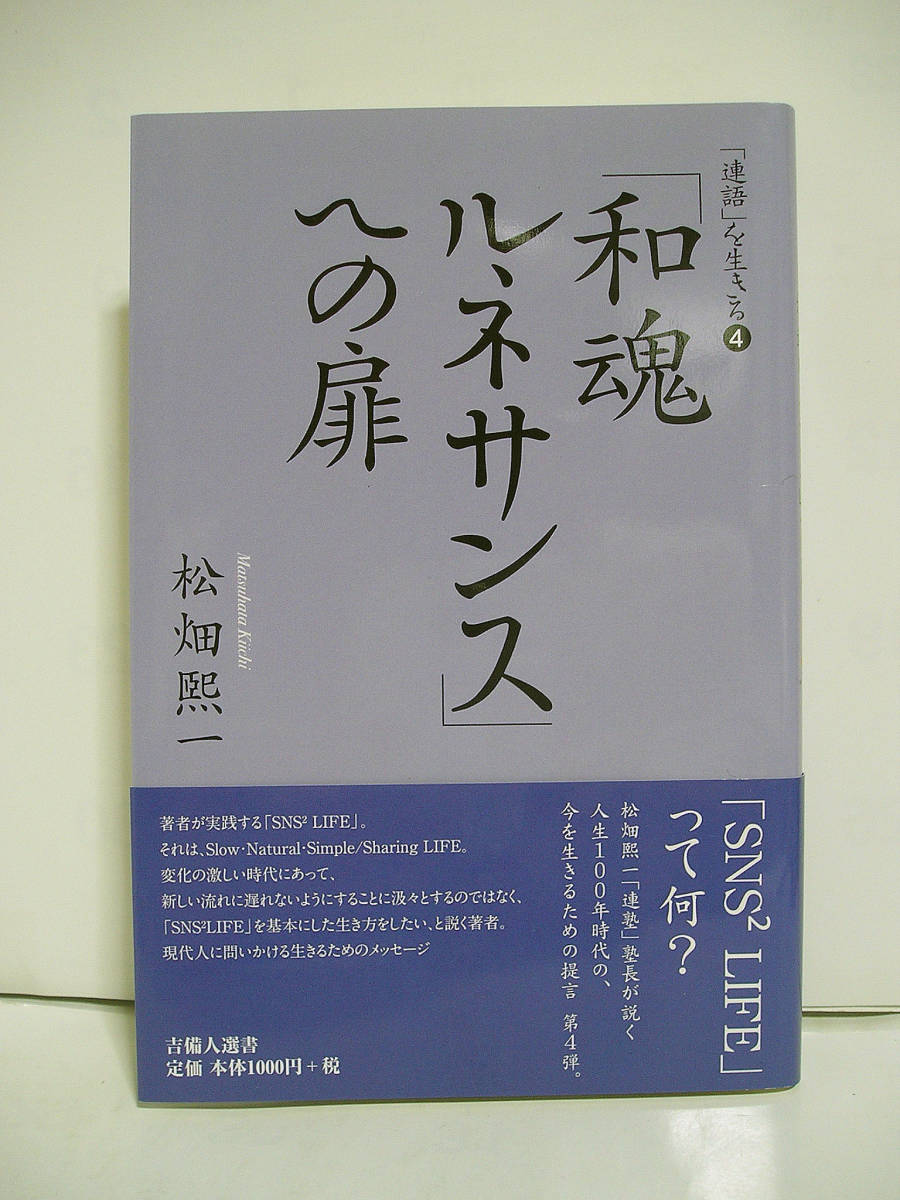 「連語」を生きる❹
「和魂
ルネサンス」
への扉
Matsuhata Kiichi
松畑熙一
「SNS² LIFE」
って何？
松畑熙一「連塾」塾長が説く
人生100年時代の、
今を生きるための提言 第4弾。
著者が実践する「SNS² LIFE」。
それは、Slow·Natural·Simple/Sharing LIFE。
変化の激しい時代にあって、
新しい流れに遅れないようにすることに汲々とするのではなく、
「SNS²LIFE」を基本にした生き方をしたい、と説く著者。
現代人に問いかける生きるためのメッセージ
吉備人選書
定価 本体1000円+税